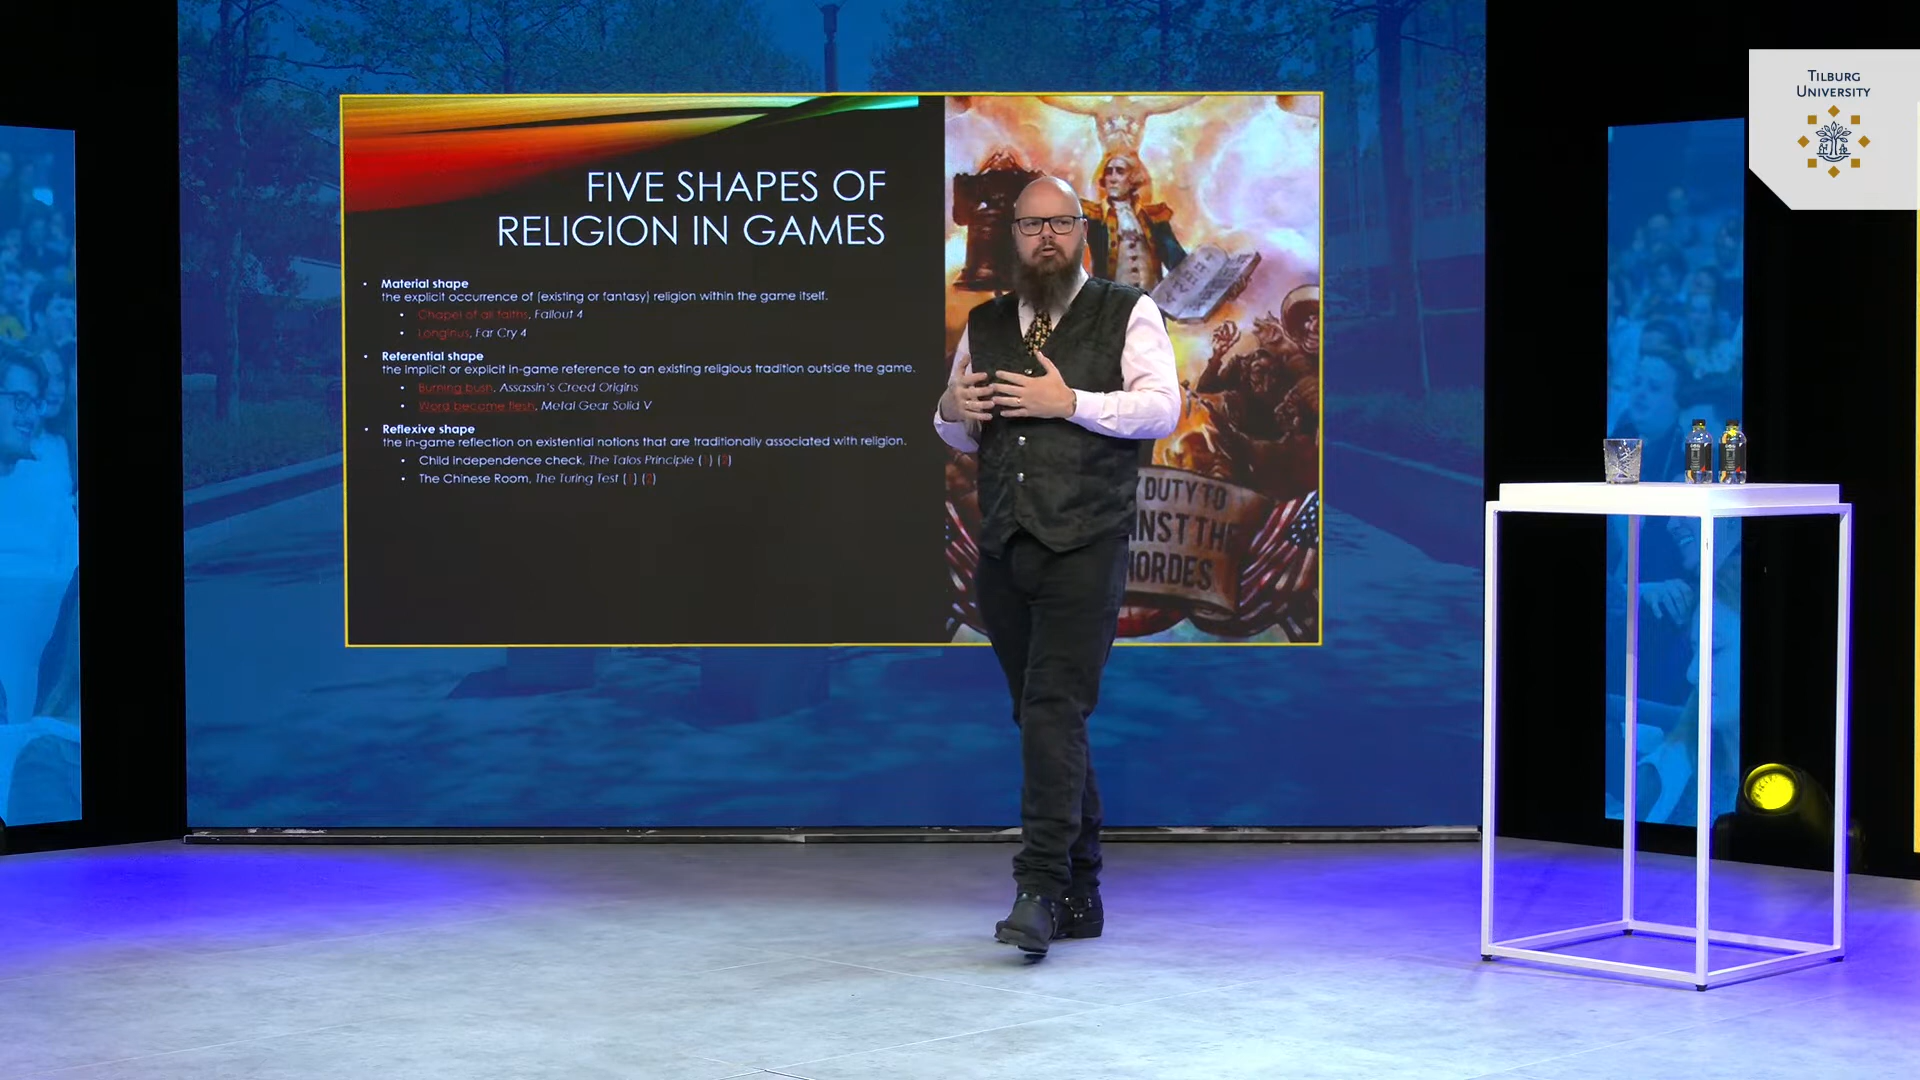 TILBURG
UNIVERSITY
FIVE SHAPES OF
RELIGION IN GAMES
• Material shape
the explicit occurrence of (existing or fantasy) religion within the game itself.
• Chapel of all faiths, Fallout 4
• Longinus, Far Cry 4
• Referential shape
the implicit or explicit in-game reference to an existing religious tradition outside the game.
• Burning bush, Assassin's Creed Origins
• Word become flesh, Metal Gear Solid V
• Reflexive shape
the in-game reflection on existential notions that are traditionally associated with religion.
• Child independence check, The Talos Principle (1) (2)
• The Chinese Room, The Turing Test (1) (2)
DUTY TO
THE
HORDES